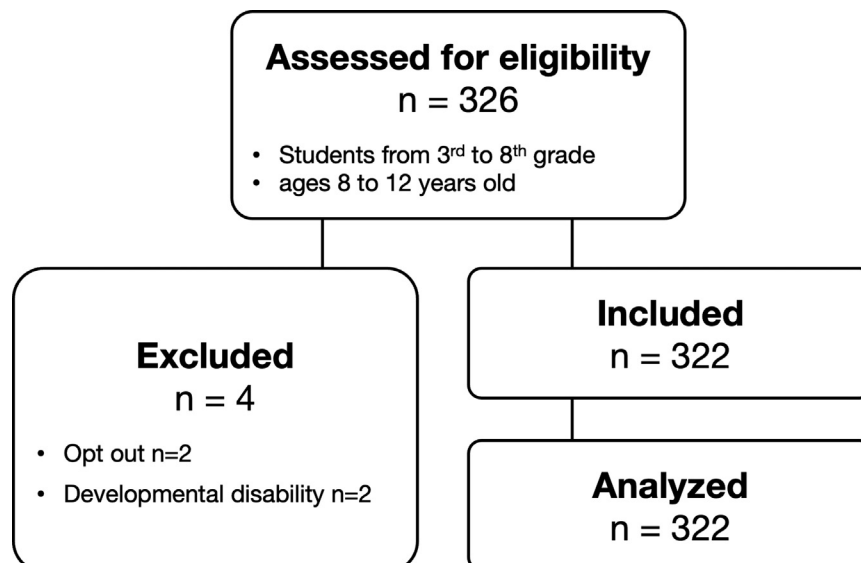 Assessed for eligibility
n = 326
• Students from 3rd to 8th grade
• ages 8 to 12 years old
Excluded
n = 4
• Opt out n=2
• Developmental disability n=2
Included
n = 322
Analyzed
n = 322